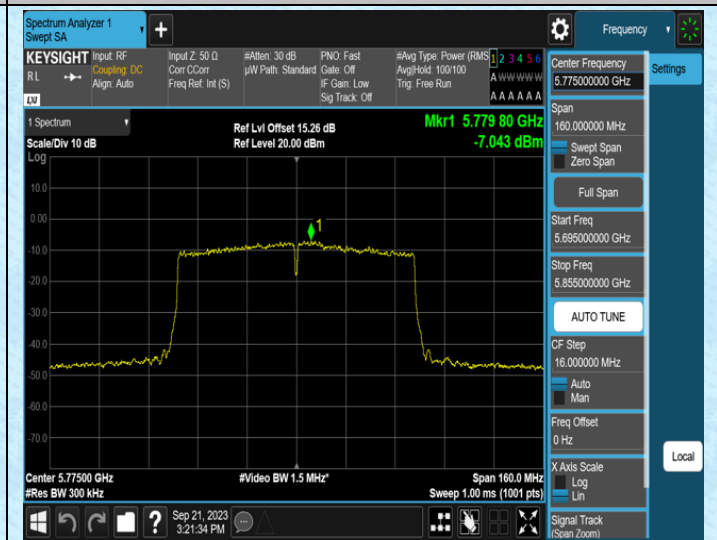 Spectrum Analyzer 1
Swept SA
+
Frequency
KEYSIGHT
RL
LXI
Input: RF
Coupling: DC
Align: Auto
Input Z: 50 Ω
Corr CCorr
Freq Ref: Int (S)
#Atten: 30 dB
µW Path: Standard
PNO: Fast
Gate: Off
IF Gain: Low
Sig Track: Off
#Avg Type: Power (RMS
Avg|Hold: 100/100
Trig: Free Run
1 2 3 4 5 6
A W W W W W
A A A A A A
1 Spectrum
Scale/Div 10 dB
Log
Ref Lvl Offset 15.26 dB
Ref Level 20.00 dBm
Mkr1 5.779 80 GHz
-7.043 dBm
10.0
0.00
-10.0
-20.0
-30.0
-40.0
-50.0
-60.0
-70.0
1
Center 5.77500 GHz
#Res BW 300 kHz
#Video BW 1.5 MHz*
Span 160.0 MHz
Sweep 1.00 ms (1001 pts)
?
Sep 21, 2023
3:21:34 PM
Center Frequency
5.775000000 GHz
Span
160.000000 MHz
Swept Span
Zero Span
Full Span
Start Freq
5.695000000 GHz
Stop Freq
5.855000000 GHz
AUTO TUNE
CF Step
16.000000 MHz
Auto
Man
Freq Offset
0 Hz
X Axis Scale
Log
Lin
Signal Track
(Span Zoom)
Settings
Local